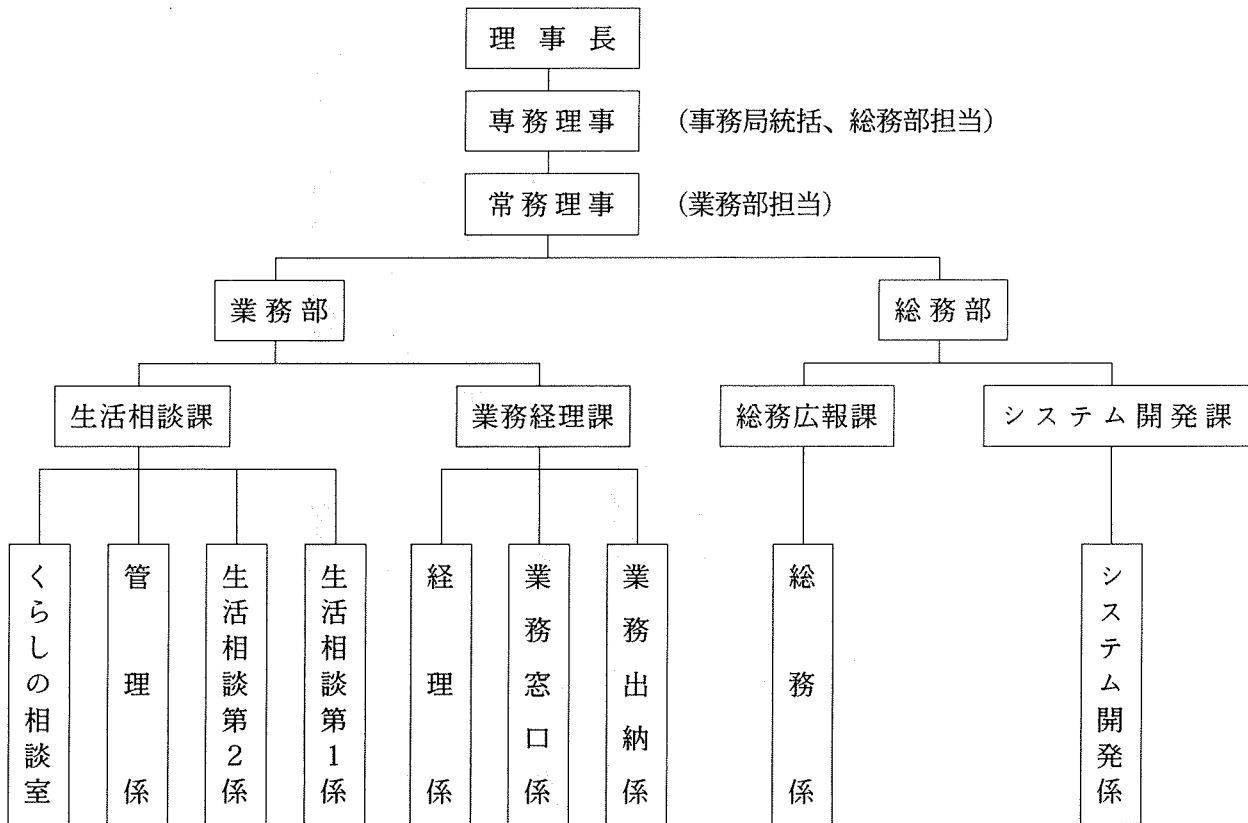 理事長
専務理事 (事務局統括、総務部担当)
常務理事 (業務部担当)
業務部
総務部
生活相談課
業務経理課
総務広報課
システム開発課
くらしの相談室
管理係
生活相談第2係
生活相談第1係
経理係
業務窓口係
業務出納係
総務係
システム開発係